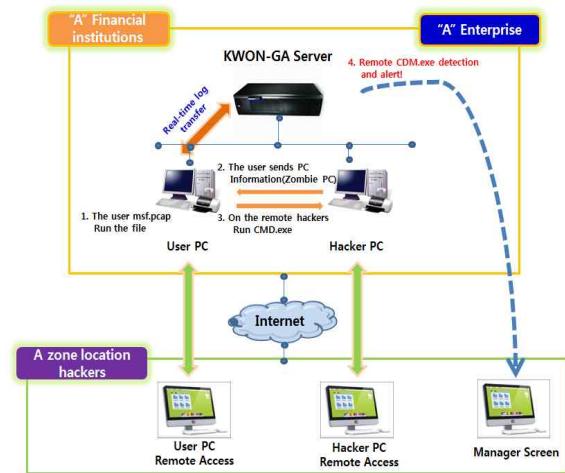 "A" Financial
institutions
"A" Enterprise
KWON-GA Server
4. Remote CDM.exe detection
and alert!
Real-time log
transfer
2. The user sends PC
Information(Zombie PC)
1. The user msf.pcap
Run the file
3. On the remote hackers
Run CMD.exe
User PC
Hacker PC
Internet
A zone location
hackers
User PC
Remote Access
Hacker PC
Remote Access
Manager Screen